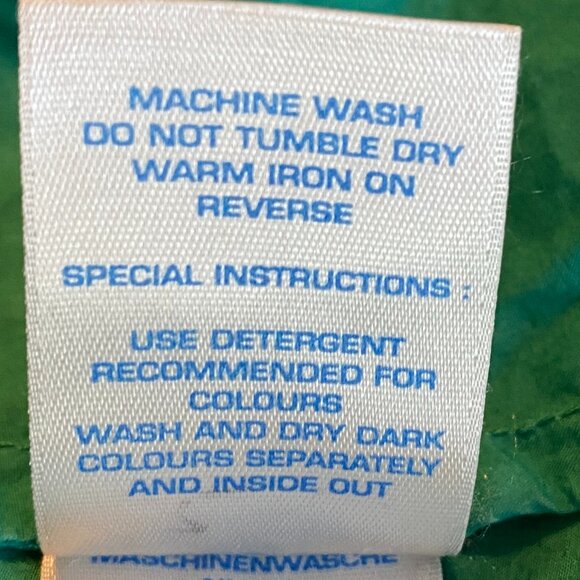 MACHINE WASH
DO NOT TUMBLE DRY
WARM IRON ON
REVERSE
SPECIAL INSTRUCTIONS :
USE DETERGENT
RECOMMENDED FOR
COLOURS
WASH AND DRY DARK
COLOURS SEPARATELY
AND INSIDE OUT
MASCHINENWASCHE